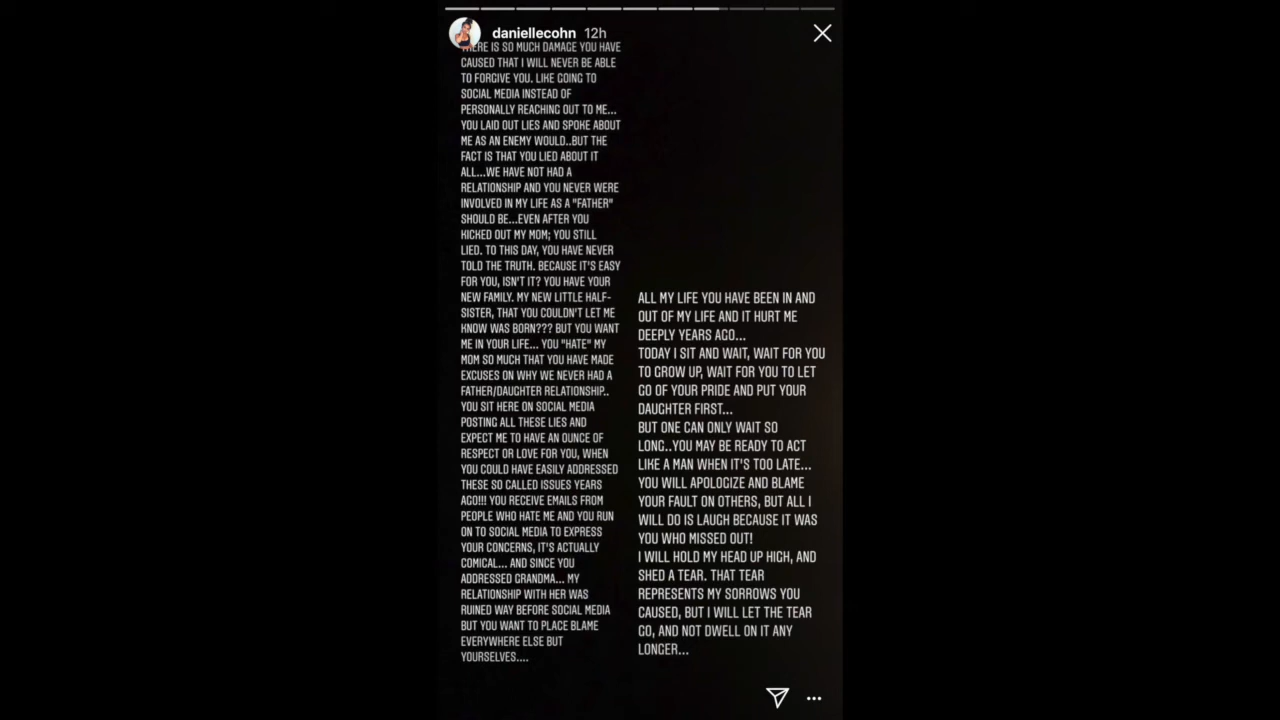 daniellecohn 12h
THERE IS SO MUCH DAMAGE YOU HAVE
CAUSED THAT I WILL NEVER BE ABLE
TO FORGIVE YOU. LIKE GOING TO
SOCIAL MEDIA INSTEAD OF
PERSONALLY REACHING OUT TO ME...
YOU LAID OUT LIES AND SPOKE ABOUT
ME AS AN ENEMY WOULD..BUT THE
FACT IS THAT YOU LIED ABOUT IT
ALL...WE HAVE NOT HAD A
RELATIONSHIP AND YOU NEVER WERE
INVOLVED IN MY LIFE AS A "FATHER"
SHOULD BE...EVEN AFTER YOU
KICKED OUT MY MOM; YOU STILL
LIED. TO THIS DAY, YOU HAVE NEVER
TOLD THE TRUTH. BECAUSE IT'S EASY
FOR YOU, ISN'T IT? YOU HAVE YOUR
NEW FAMILY. MY NEW LITTLE HALF-
SISTER, THAT YOU COULDN'T LET ME
KNOW WAS BORN??? BUT YOU WANT
ME IN YOUR LIFE... YOU "HATE" MY
MOM SO MUCH THAT YOU HAVE MADE
EXCUSES ON WHY WE NEVER HAD A
FATHER/DAUGHTER RELATIONSHIP..
YOU SIT HERE ON SOCIAL MEDIA
POSTING ALL THESE LIES AND
EXPECT ME TO HAVE AN OUNCE OF
RESPECT OR LOVE FOR YOU, WHEN
YOU COULD HAVE EASILY ADDRESSED
THESE SO CALLED ISSUES YEARS
AGO!!! YOU RECEIVE EMAILS FROM
PEOPLE WHO HATE ME AND YOU RUN
ON TO SOCIAL MEDIA TO EXPRESS
YOUR CONCERNS, IT'S ACTUALLY
COMICAL... AND SINCE YOU
ADDRESSED GRANDMA... MY
RELATIONSHIP WITH HER WAS
RUINED WAY BEFORE SOCIAL MEDIA
BUT YOU WANT TO PLACE BLAME
EVERYWHERE ELSE BUT
YOURSELVES....
ALL MY LIFE YOU HAVE BEEN IN AND
OUT OF MY LIFE AND IT HURT ME
DEEPLY YEARS AGO...
TODAY I SIT AND WAIT, WAIT FOR YOU
TO GROW UP, WAIT FOR YOU TO LET
GO OF YOUR PRIDE AND PUT YOUR
DAUGHTER FIRST...
BUT ONE CAN ONLY WAIT SO
LONG..YOU MAY BE READY TO ACT
LIKE A MAN WHEN IT'S TOO LATE...
YOU WILL APOLOGIZE AND BLAME
YOUR FAULT ON OTHERS, BUT ALL I
WILL DO IS LAUGH BECAUSE IT WAS
YOU WHO MISSED OUT!
I WILL HOLD MY HEAD UP HIGH, AND
SHED A TEAR. THAT TEAR
REPRESENTS MY SORROWS YOU
CAUSED, BUT I WILL LET THE TEAR
GO, AND NOT DWELL ON IT ANY
LONGER...